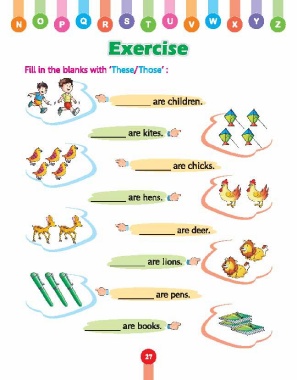 N O P Q R S T U V W X Y Z
Exercise
Fill in the blanks with 'These/Those' :
________ are children.
________ are kites.
________ are chicks.
________ are hens.
________ are deer.
________ are lions.
________ are pens.
________ are books.
27